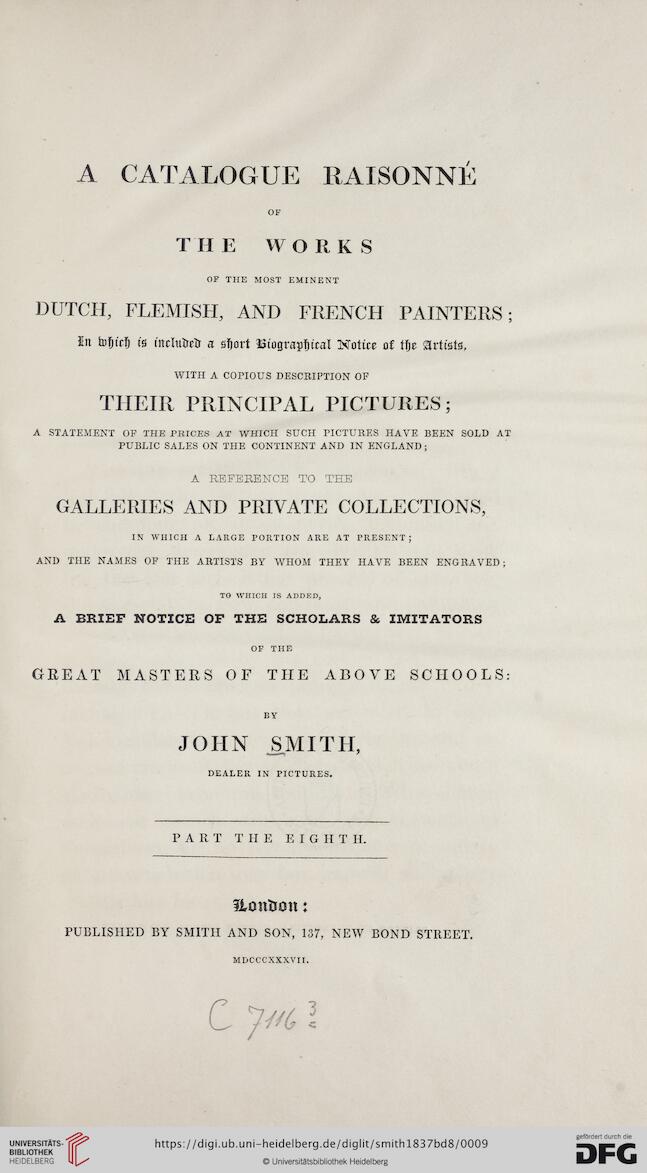 A CATALOGUE RAISONNÉ
OF
THE WORKS
OF THE MOST EMINENT
DUTCH, FLEMISH, AND FRENCH PAINTERS;
In which is included a short Biographical Notice of the Artists,
WITH A COPIOUS DESCRIPTION OF
THEIR PRINCIPAL PICTURES;
A STATEMENT OF THE PRICES AT WHICH SUCH PICTURES HAVE BEEN SOLD AT
PUBLIC SALES ON THE CONTINENT AND IN ENGLAND;
A REFERENCE TO THE
GALLERIES AND PRIVATE COLLECTIONS,
IN WHICH A LARGE PORTION ARE AT PRESENT;
AND THE NAMES OF THE ARTISTS BY WHOM THEY HAVE BEEN ENGRAVED;
TO WHICH IS ADDED,
A BRIEF NOTICE OF THE SCHOLARS & IMITATORS
OF THE
GREAT MASTERS OF THE ABOVE SCHOOLS:
BY
JOHN SMITH,
DEALER IN PICTURES.
PART THE EIGHTH.
London:
PUBLISHED BY SMITH AND SON, 137, NEW BOND STREET.
MDCCCXXXVII.
C 7116 3
UNIVERSITÄTS-
BIBLIOTHEK
HEIDELBERG
https://digi.ub.uni-heidelberg.de/diglit/smith1837bd8/0009
© Universitätsbibliothek Heidelberg
gefördert durch die
DFG